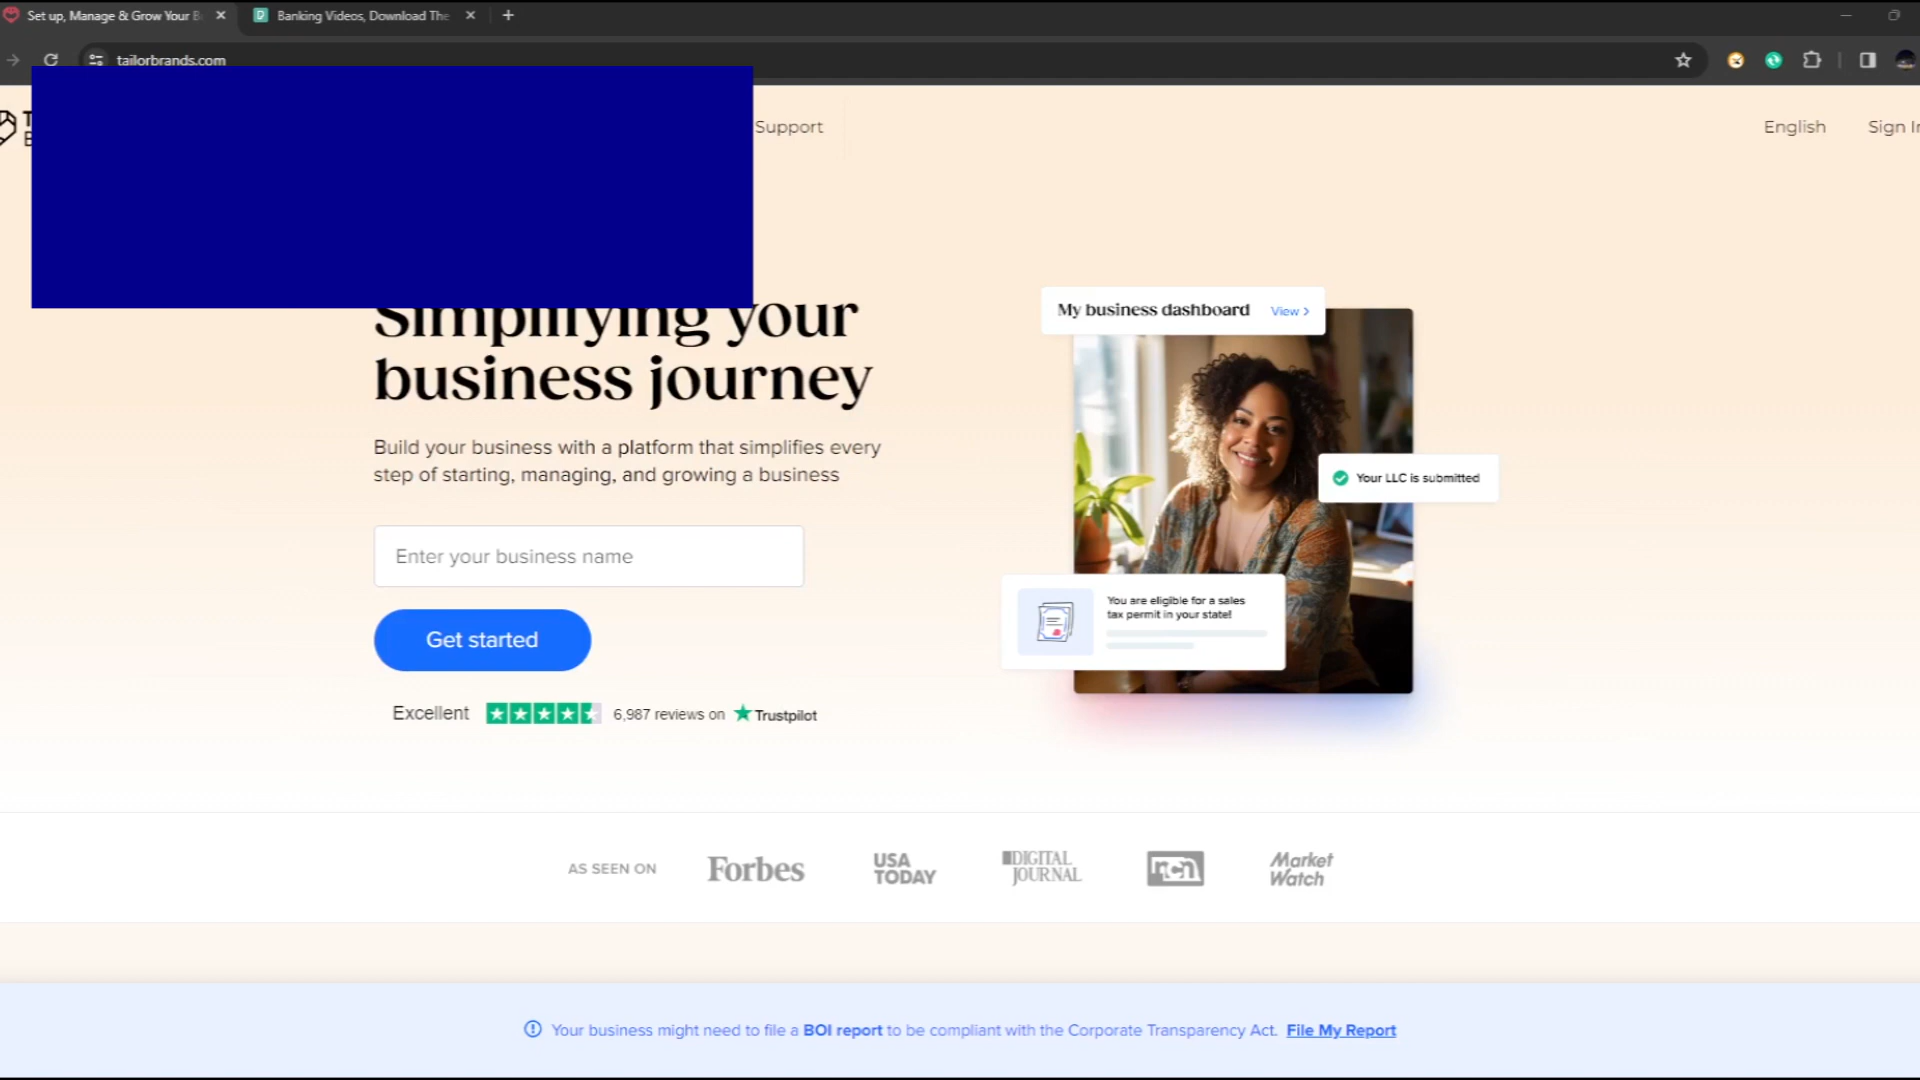 Set up, Manage & Grow Your B
Banking Videos, Download The
tailorbrands.com
Support
English
Sign In
Simplifying your
business journey
Build your business with a platform that simplifies every
step of starting, managing, and growing a business
Enter your business name
Get started
Excellent
6,987 reviews on
Trustpilot
My business dashboard
View >
Your LLC is submitted
You are eligible for a sales
tax permit in your state!
AS SEEN ON
Forbes
USA
TODAY
DIGITAL
JOURNAL
ncn
Market
Watch
Your business might need to file a BOI report to be compliant with the Corporate Transparency Act. File My Report